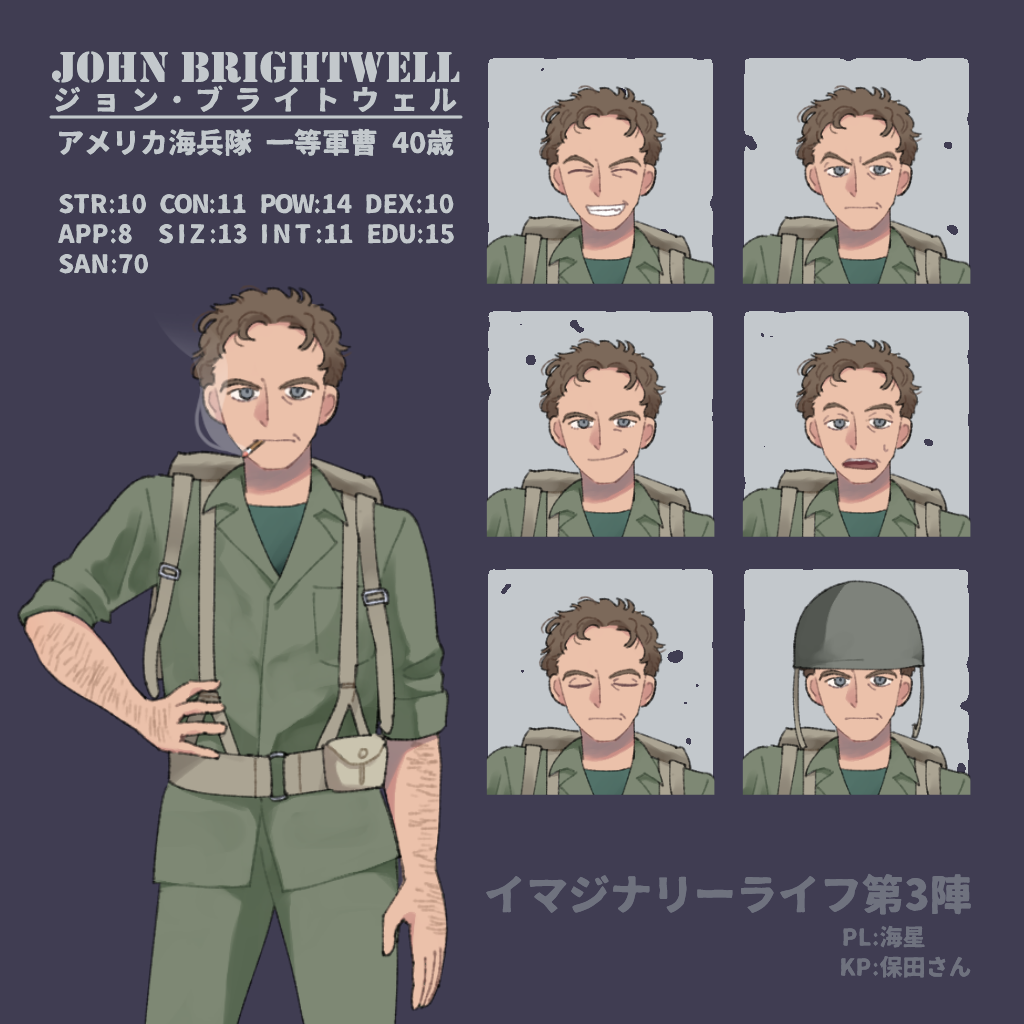 JOHN BRIGHTWELL
ジョン・ブライトウェル
アメリカ海兵隊 一等軍曹 40歳
STR:10 CON:11 POW:14 DEX:10
APP:8 SIZ:13 INT:11 EDU:15
SAN:70
イマジナリーライフ第3陣
PL:海星
KP:保田さん